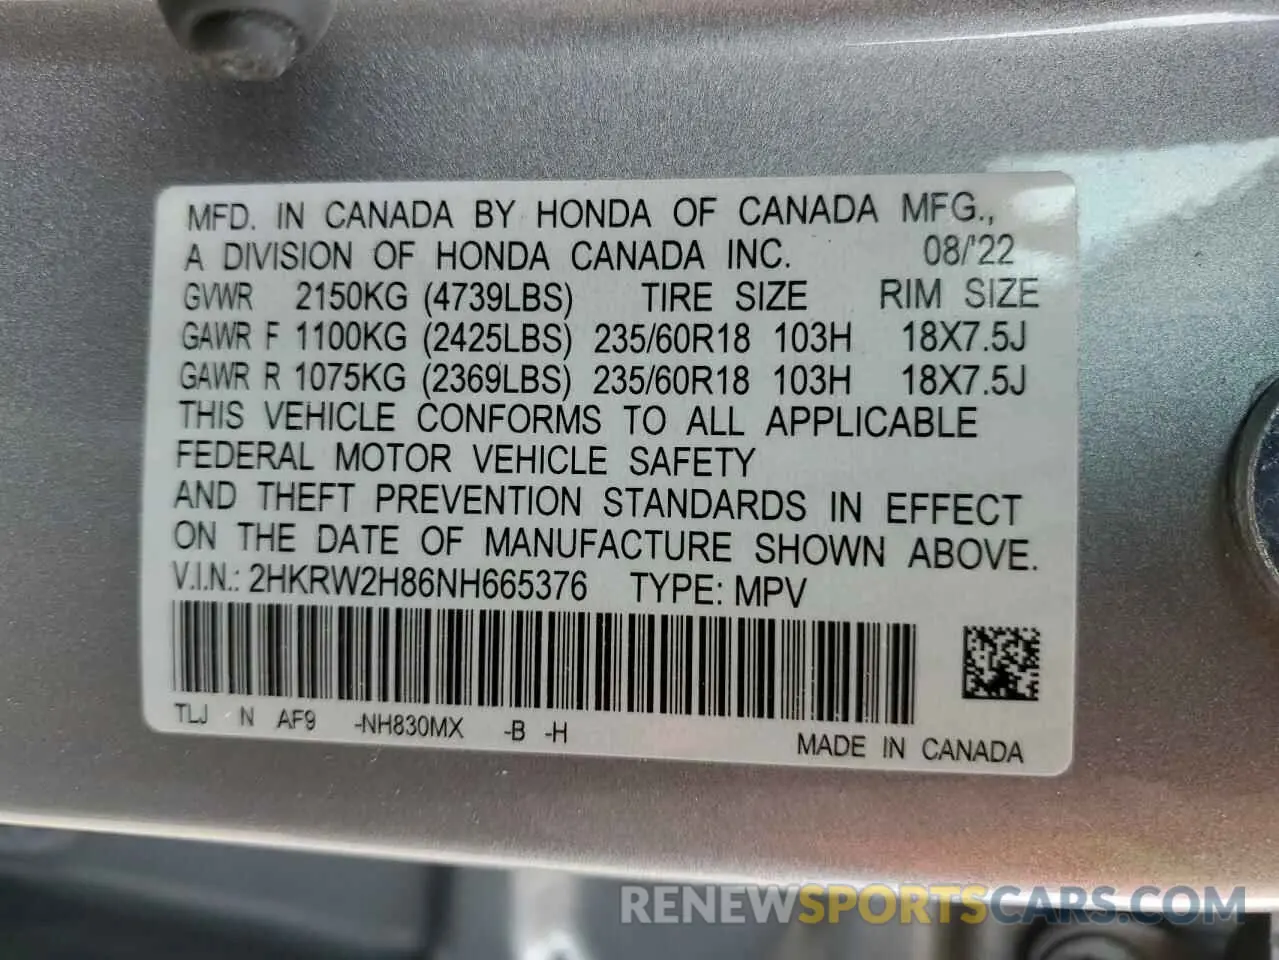 MFD. IN CANADA BY HONDA OF CANADA MFG.,
A DIVISION OF HONDA CANADA INC. 08/'22
GVWR 2150KG (4739LBS) TIRE SIZE RIM SIZE
GAWR F 1100KG (2425LBS) 235/60R18 103H 18X7.5J
GAWR R 1075KG (2369LBS) 235/60R18 103H 18X7.5J
THIS VEHICLE CONFORMS TO ALL APPLICABLE
FEDERAL MOTOR VEHICLE SAFETY
AND THEFT PREVENTION STANDARDS IN EFFECT
ON THE DATE OF MANUFACTURE SHOWN ABOVE.
V.I.N.: 2HKRW2H86NH665376 TYPE: MPV
TLJ N AF9 -NH830MX -B -H
MADE IN CANADA
RENEWSPORTSCARS.COM